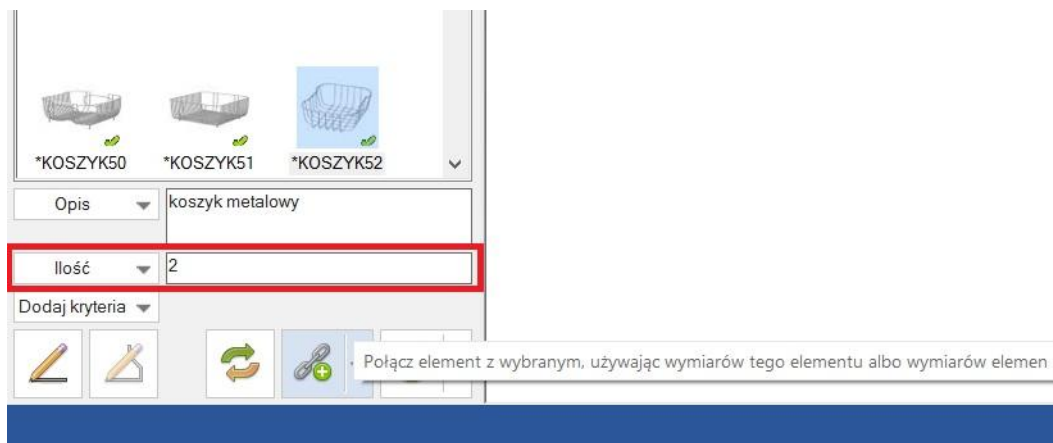 *KOSZYK50 *KOSZYK51 *KOSZYK52
Opis koszyk metalowy
Ilość 2
Dodaj kryteria
Połącz element z wybranym, używając wymiarów tego elementu albo wymiarów elemen